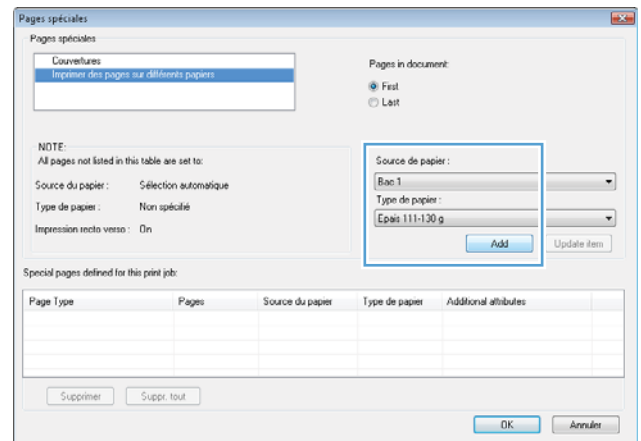 Pages spéciales
Pages spéciales
Couvertures
Imprimer des pages sur différents papiers
Pages in document:
First
Last
NOTE:
All pages not listed in this table are set to:
Source du papier : Sélection automatique
Type de papier : Non spécifié
Impression recto verso : On
Source de papier :
Bac 1
Type de papier :
Epais 111-130 g
Add Update item
Special pages defined for this print job:
Page Type Pages Source du papier Type de papier Additional attributes
Supprimer Suppr. tout
OK Annuler